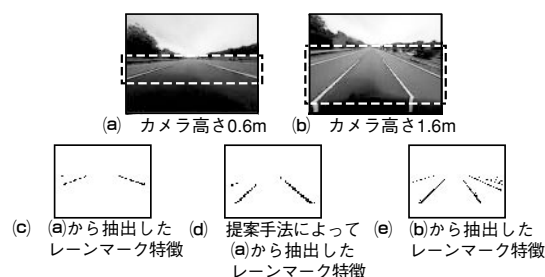 (a) カメラ高さ0.6m
(b) カメラ高さ1.6m
(c) (a)から抽出した
レーンマーク特徴
(d) 提案手法によって
(a)から抽出した
レーンマーク特徴
(e) (b)から抽出した
レーンマーク特徴